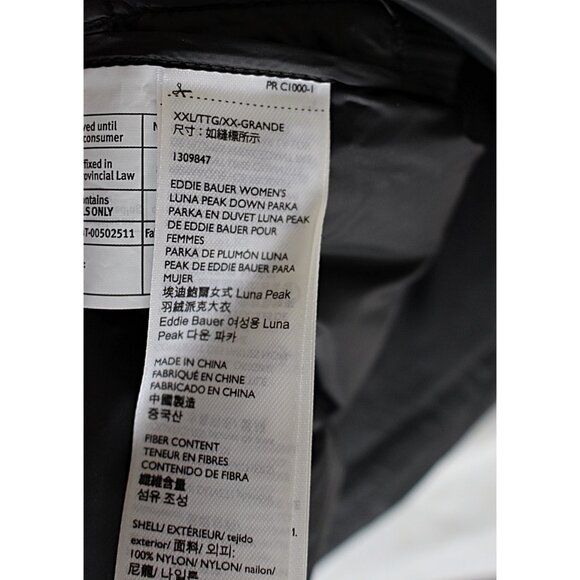 PR C1000-1
XXL/TTG/XX-GRANDE
尺寸：如縫標所示
1309847
EDDIE BAUER WOMEN'S
LUNA PEAK DOWN PARKA
PARKA EN DUVET LUNA PEAK
DE EDDIE BAUER POUR
FEMMES
PARKA DE PLUMÓN LUNA
PEAK DE EDDIE BAUER PARA
MUJER
埃迪鮑爾女式 Luna Peak
羽絨派克大衣
Eddie Bauer 여성용 Luna
Peak 다운 파카
MADE IN CHINA
FABRIQUÉ EN CHINE
FABRICADO EN CHINA
中國製造
중국산
FIBER CONTENT
TENEUR EN FIBRES
CONTENIDO DE FIBRA
纖維含量
섬유 조성
1.
SHELL/ EXTÉRIEUR/ tejido
exterior/ 面料/ 외피:
100% NYLON/ NYLON/ nailon/
尼龍/ 나일론
ved until
consumer
ffixed in
ovincial Law
ontains
LS ONLY
T-00502511
Fa